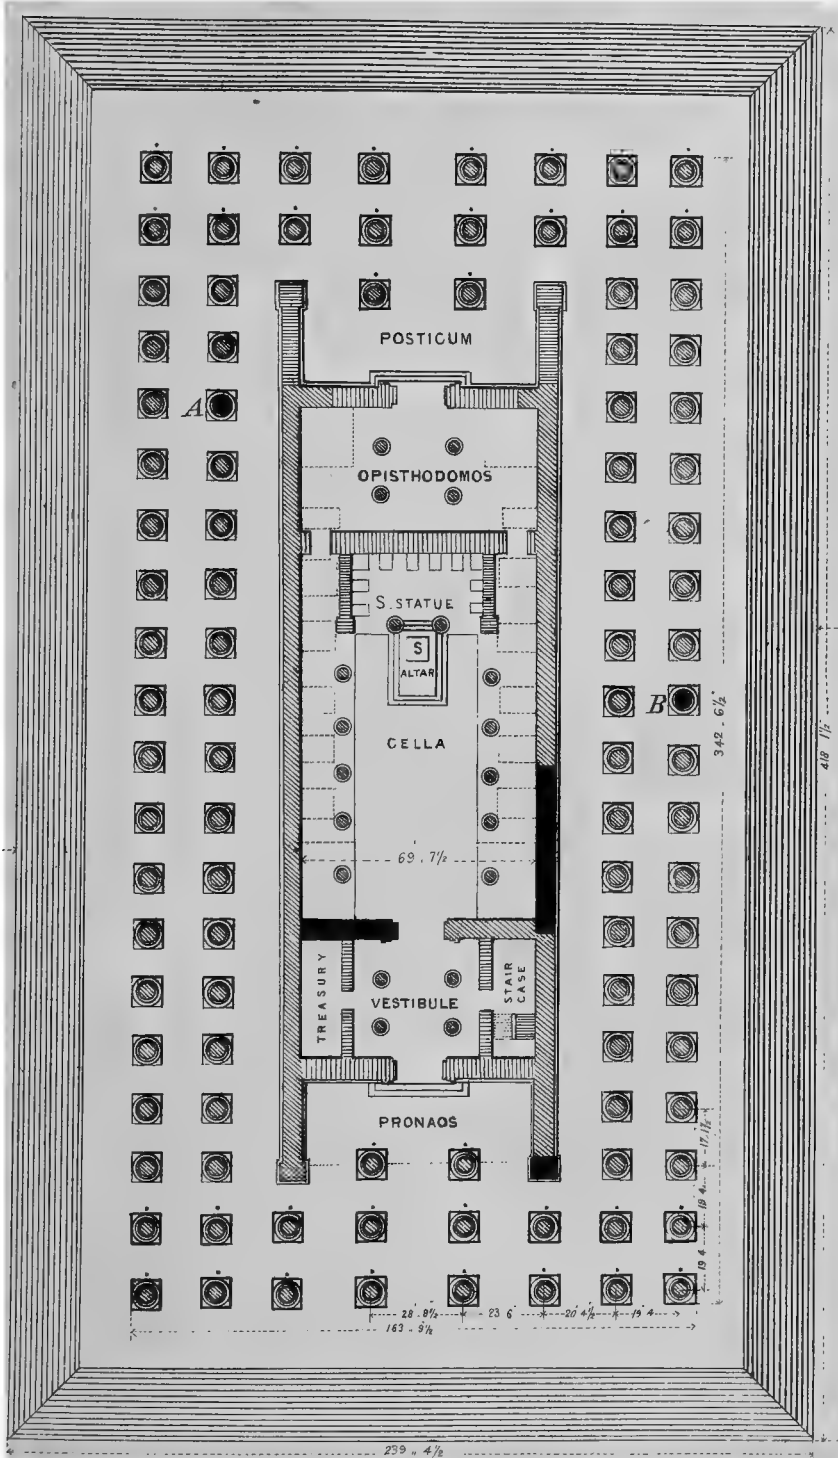 POSTICUM
A
OPISTHODOMOS
S. STATUE
S
ALTAR
B
CELLA
342 . 6½
418 . 1½
69 . 7½
TREASURY
VESTIBULE
STAIR
CASE
PRONAOS
17 . 1½
19 . 4
19 4
28 . 8½
23 6
20 4½
19 4
163 . 9½
239 .. 4½